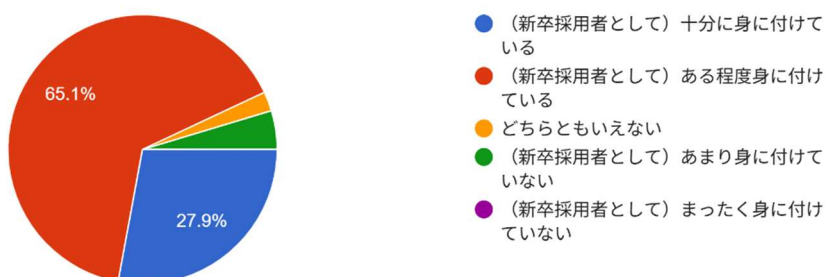 （新卒採用者として）十分に身に付けて
いる
65.1%
（新卒採用者として）ある程度身に付け
ている
どちらともいえない
（新卒採用者として）あまり身に付けて
いない
27.9%
（新卒採用者として）まったく身に付け
ていない